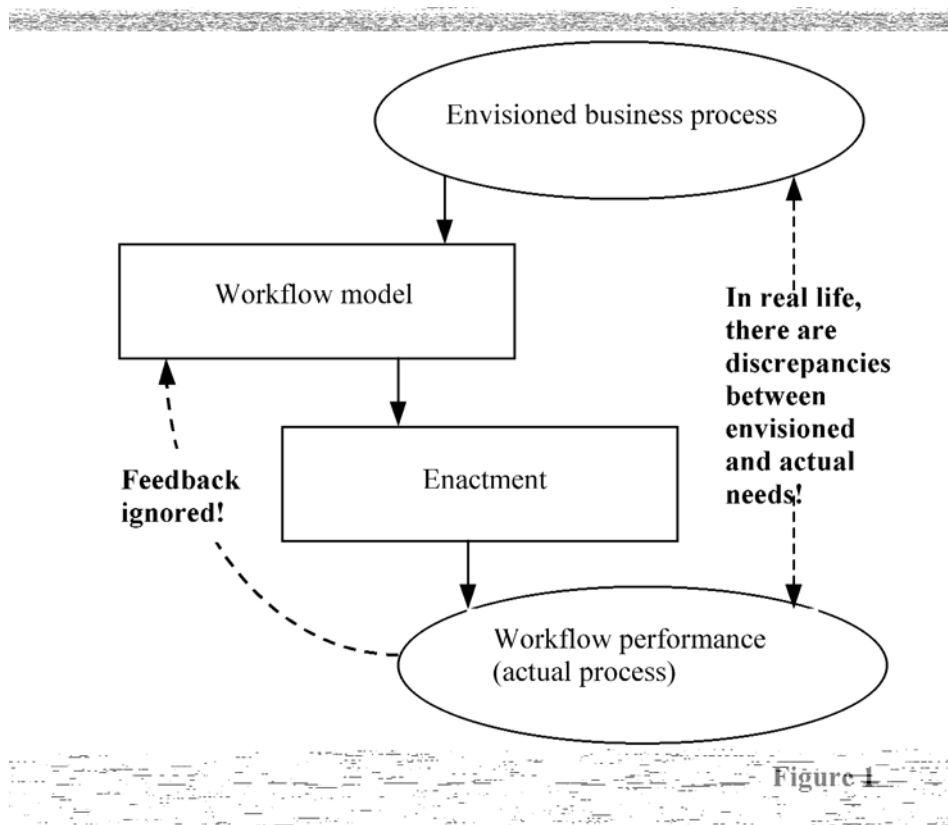 Envisioned business process
Workflow model
In real life,
there are
discrepancies
between
envisioned
and actual
needs!
Enactment
Feedback
ignored!
Workflow performance
(actual process)
Figure 1